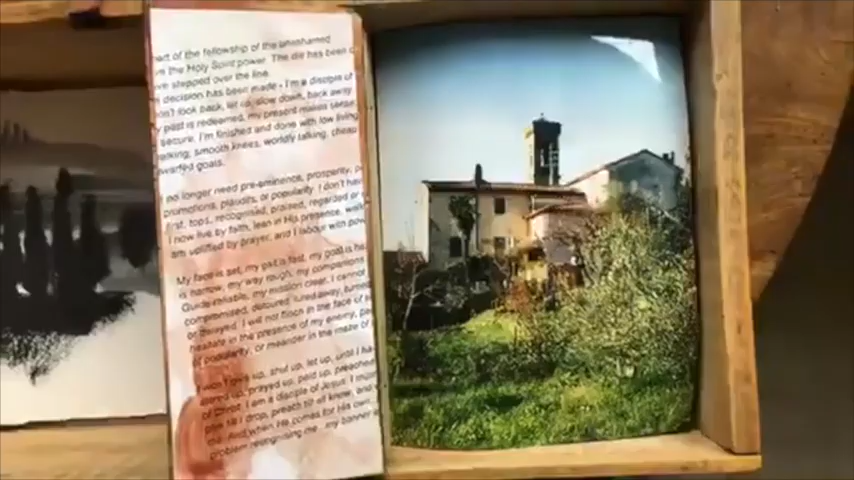 of the fellowship of the unashamed
the Holy Spirit power. The die has been
stepped over the line.
decision has been made - I'm a disciple of
look back, let up, slow down, back away
past is redeemed, my present makes sense,
secure. I'm finished and done with low living,
walking, smooth knees, worldly talking, cheap
dwarfed goals.
I no longer need pre-eminence, prosperity,
promotions, plaudits, or popularity. I don't have
first, tops, recognised, praised, regarded or
I now live by faith, lean in His presence, walk
am uplifted by prayer, and I labour with
My face is set, my gait is fast, my goal is
is narrow, my way rough, my companions
Guide reliable, my mission clear. I cannot
compromised, detoured, lured away,
or delayed. I will not flinch in the face of
hesitate in the presence of my enemy,
of popularity, or meander in the maze of
I won't give up, shut up, let up, until I
stored up, prayed up, paid up, preached
of Christ. I am a disciple of Jesus. I must
till I drop, preach till all know, and
me. And when He comes for His own,
problem recognising me my banner